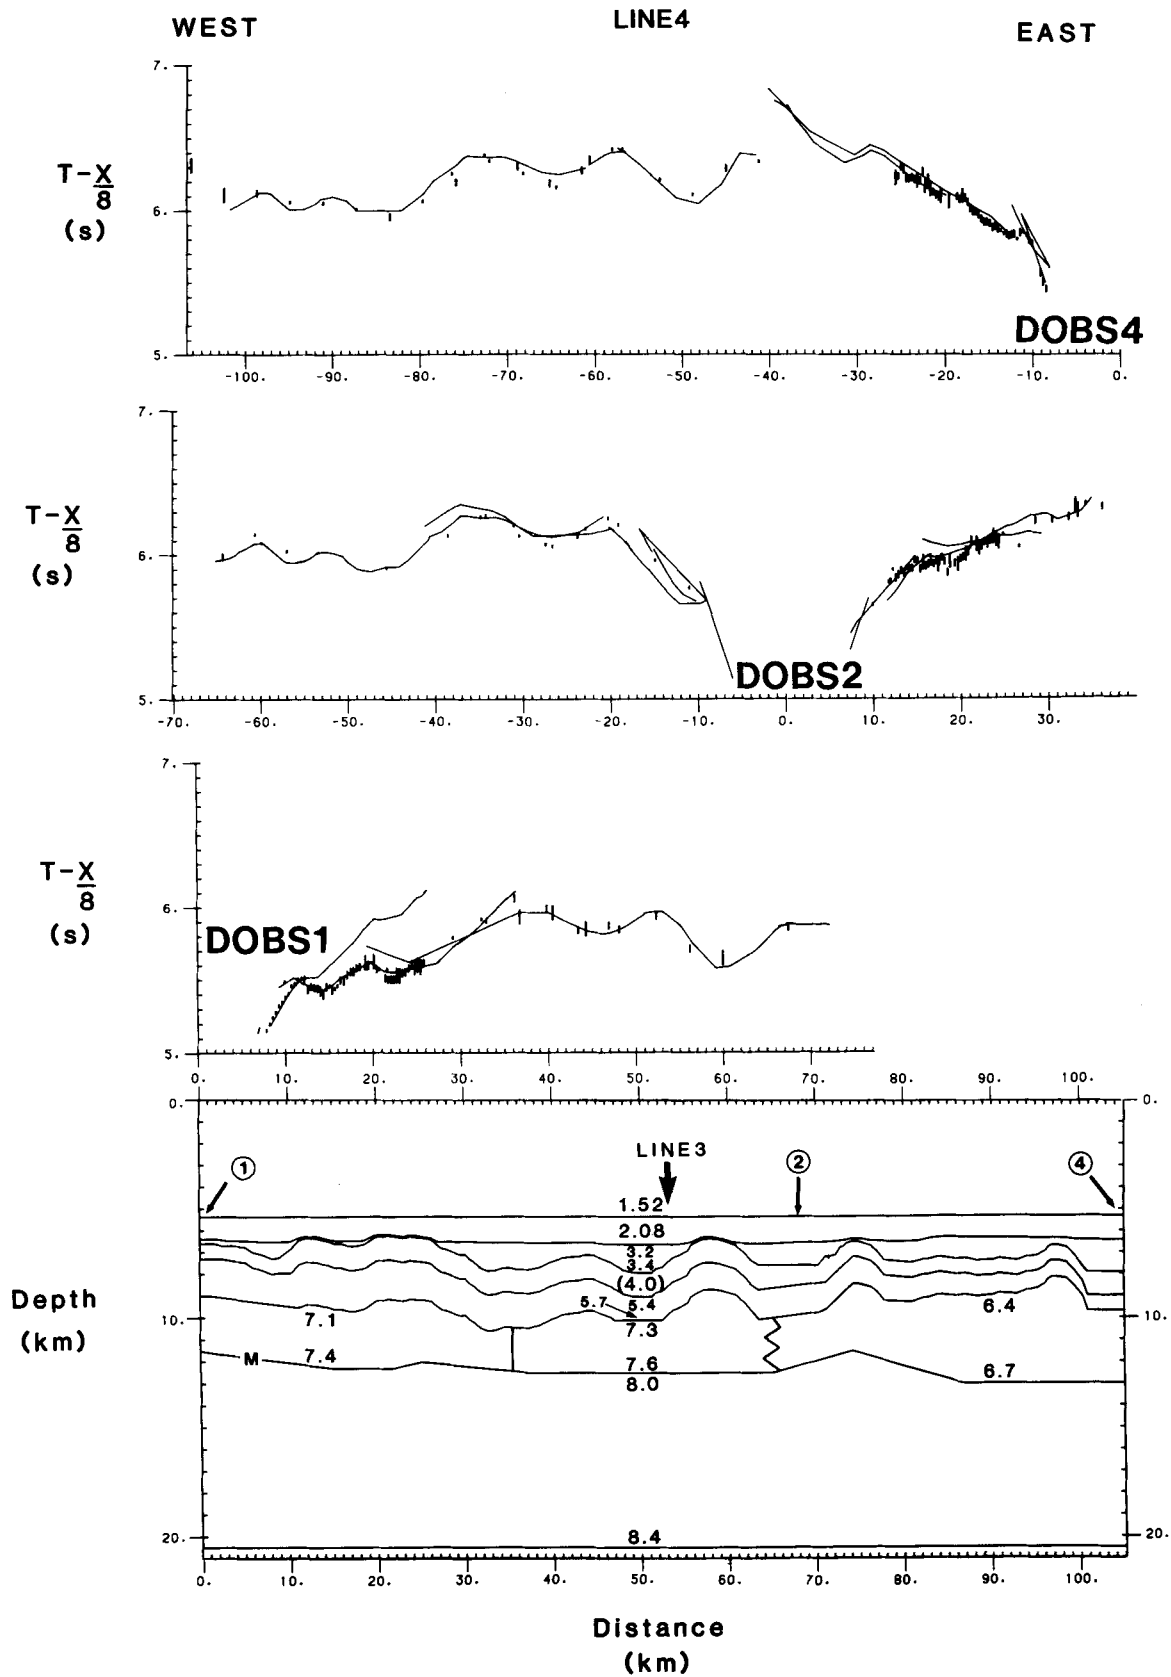 WEST LINE4 EAST
7.
T-X/8
(s)
6.
5.
DOBS4
-100. -90. -80. -70. -60. -50. -40. -30. -20. -10. 0.
7.
T-X/8
(s)
6.
5.
DOBS2
-70. -60. -50. -40. -30. -20. -10. 0. 10. 20. 30.
7.
T-X/8
(s)
6.
DOBS1
5.
0. 10. 20. 30. 40. 50. 60. 70. 80. 90. 100.
0. 0.
LINE3
1 2 4
1.52
2.08
3.2
3.4
(4.0)
5.7 5.4 6.4
7.1 7.3
Depth
(km)
10. 10.
M 7.4 7.6 6.7
8.0
20. 8.4 20.
0. 10. 20. 30. 40. 50. 60. 70. 80. 90. 100.
Distance
(km)